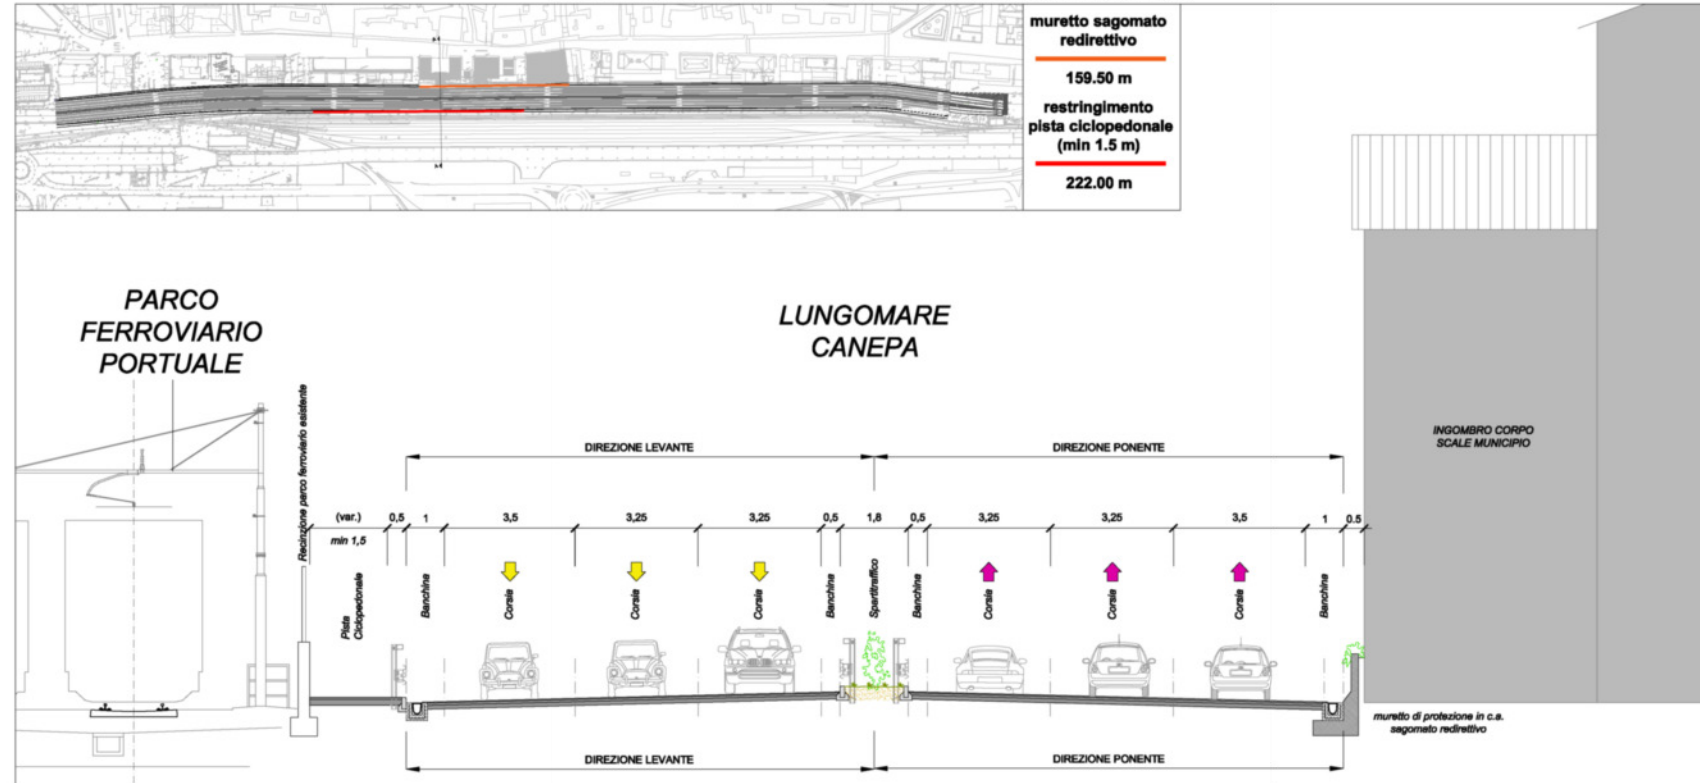 muretto sagomato
redirettivo
159.50 m
restringimento
pista ciclopedonale
(min 1.5 m)
222.00 m
PARCO
FERROVIARIO
PORTUALE
LUNGOMARE
CANEPA
INGOMBRO CORPO
SCALE MUNICIPIO
Recinzione parco ferroviario esistente
DIREZIONE LEVANTE
DIREZIONE PONENTE
(var.) 0,5 1 3,5 3,25 3,25 0,5 1,8 0,5 3,25 3,25 3,5 1 0.5
min 1,5
Pista
Ciclopedonale
Banchina
Corsia
Corsia
Corsia
Banchina
Spartitraffico
Banchina
Corsia
Corsia
Corsia
Banchina
muretto di protezione in c.a.
sagomato redirettivo
DIREZIONE LEVANTE
DIREZIONE PONENTE